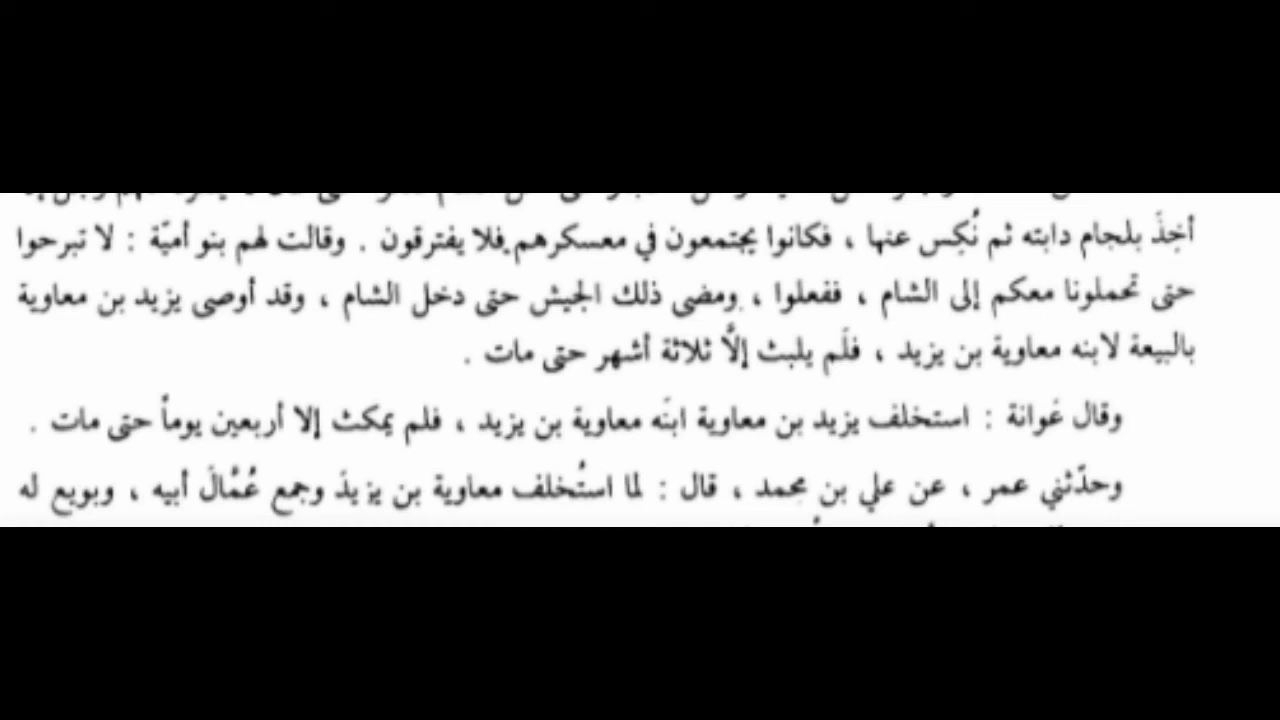 أخِذَ بلجام دابته ثم نُكِس عنها ، فكانوا يجتمعون في معسكرهم فلا يفترقون . وقالت لهم بنو أميّة : لا تبرحوا
حتى تحملونا معكم إلى الشام ، ففعلوا ، ومضى ذلك الجيش حتى دخل الشام ، وقد أوصى يزيد بن معاوية
بالبيعة لابنه معاوية بن يزيد ، فلَم يلبث إلَّا ثلاثة أشهر حتى مات .
وقال عَوانة : استخلف يزيد بن معاوية ابنَه معاوية بن يزيد ، فلم يمكث إلا أربعين يوماً حتى مات .
وحدّثني عمر ، عن علي بن محمد ، قال : لما استُخلف معاوية بن يزيدَ وجمع عُمَّالَ أبيه ، وبويع له